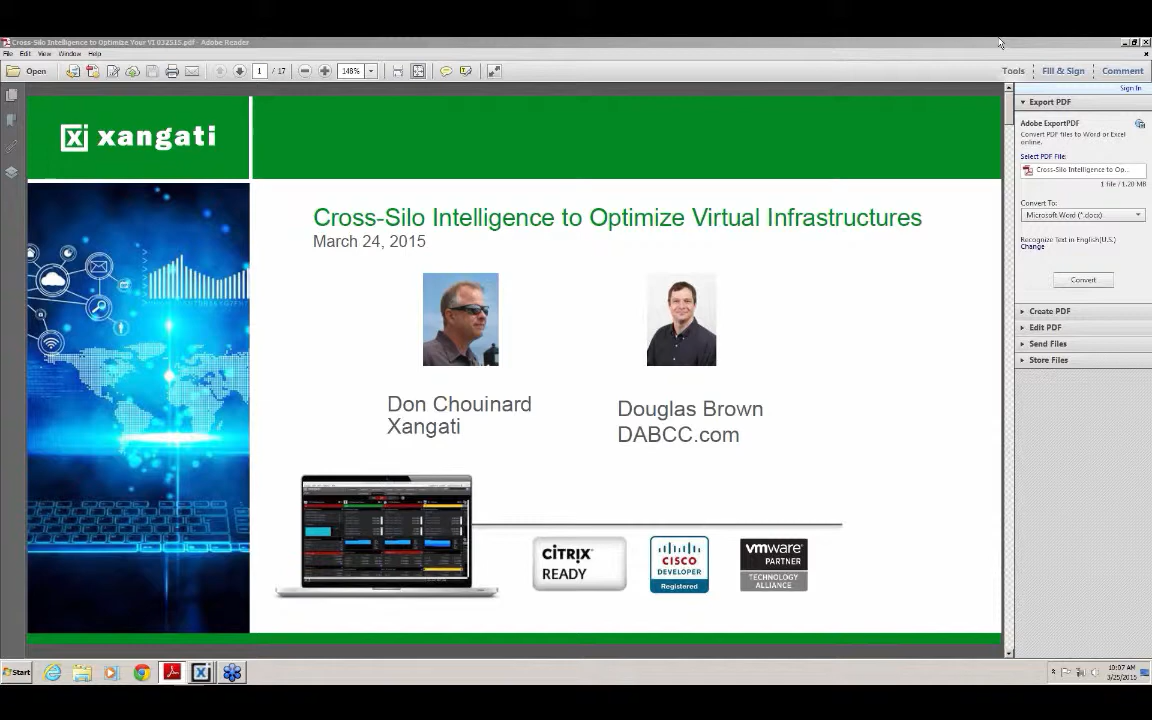 Cross-Silo Intelligence to Optimize Your VI 032515.pdf - Adobe Reader
File Edit View Window Help
Open 1 / 17 148% Tools Fill & Sign Comment
Sign In
Export PDF
Adobe ExportPDF
Convert PDF files to Word or Excel
online.
Select PDF File:
Cross-Silo Intelligence to Op...
1 file / 1.20 MB
Convert To:
Microsoft Word (*.docx)
Recognize Text in English(U.S.)
Change
Convert
Create PDF
Edit PDF
Send Files
Store Files
xi xangati
Cross-Silo Intelligence to Optimize Virtual Infrastructures
March 24, 2015
Don Chouinard
Xangati
Douglas Brown
DABCC.com
CITRIX
READY
CISCO
DEVELOPER
Registered
vmware
PARTNER
TECHNOLOGY
ALLIANCE
Start
10:07 AM
3/25/2015